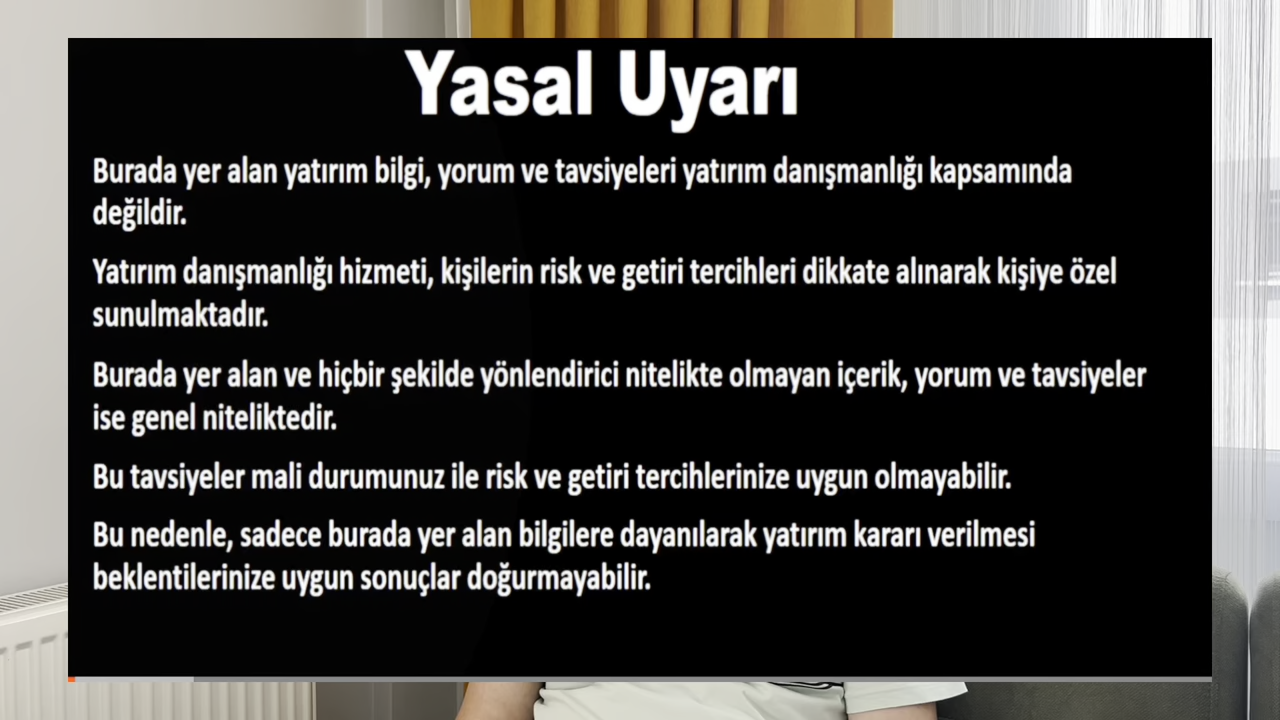 Yasal Uyarı
Burada yer alan yatırım bilgi, yorum ve tavsiyeleri yatırım danışmanlığı kapsamında
değildir.
Yatırım danışmanlığı hizmeti, kişilerin risk ve getiri tercihleri dikkate alınarak kişiye özel
sunulmaktadır.
Burada yer alan ve hiçbir şekilde yönlendirici nitelikte olmayan içerik, yorum ve tavsiyeler
ise genel niteliktedir.
Bu tavsiyeler mali durumunuz ile risk ve getiri tercihlerinize uygun olmayabilir.
Bu nedenle, sadece burada yer alan bilgilere dayanılarak yatırım kararı verilmesi
beklentilerinize uygun sonuçlar doğurmayabilir.